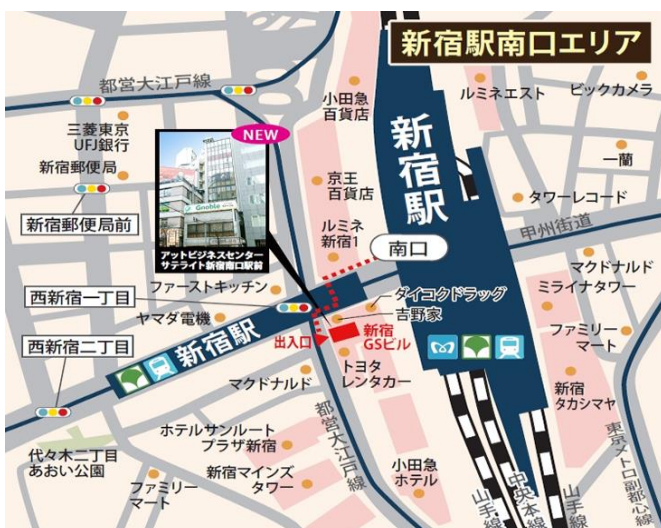 新宿駅南口エリア
都営大江戸線
小田急
百貨店
ルミネエスト
ビックカメラ
三菱東京
UFJ銀行
新宿郵便局
NEW
新宿駅
一蘭
京王
百貨店
タワーレコード
新宿郵便局前
Gnoble
アットビジネスセンター
サテライト新宿南口駅前
ルミネ
新宿1
南口
甲州街道
西新宿一丁目
ファーストキッチン
ダイコクドラッグ
マクドナルド
ミライナタワー
ヤマダ電機
吉野家
西新宿二丁目
新宿駅
出入口
新宿
GSビル
ファミリー
マート
マクドナルド
トヨタ
レンタカー
新宿
タカシマヤ
代々木二丁目
あおい公園
ホテルサンルート
プラザ新宿
都営大江戸線
新宿マインズ
タワー
小田急
ホテル
ファミリー
マート
山手線
中央本線
山手線
東京メトロ副都心線